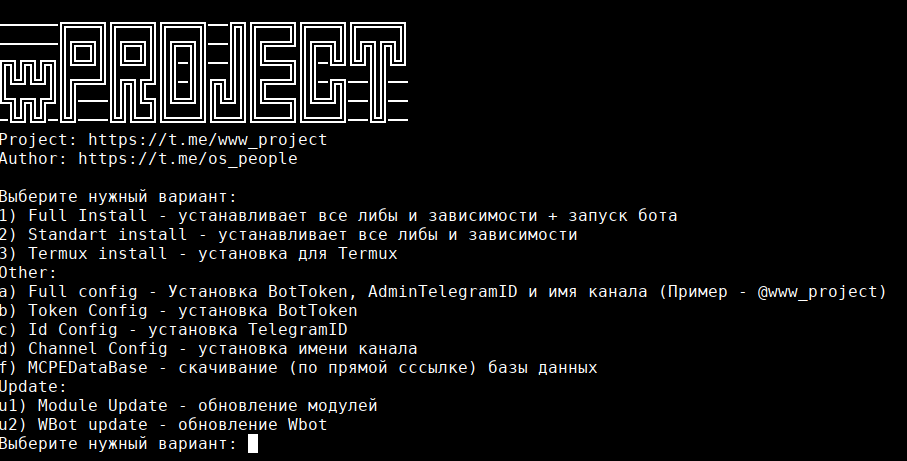 wPROJECT
Project: https://t.me/www_project
Author: https://t.me/os_people
Выберите нужный вариант:
1) Full Install - устанавливает все либы и зависимости + запуск бота
2) Standart install - устанавливает все либы и зависимости
3) Termux install - установка для Termux
Other:
a) Full config - Установка BotToken, AdminTelegramID и имя канала (Пример - @www_project)
b) Token Config - установка BotToken
c) Id Config - установка TelegramID
d) Channel Config - установка имени канала
f) MCPEDataBase - скачивание (по прямой сссылке) базы данных
Update:
u1) Module Update - обновление модулей
u2) WBot update - обновление Wbot
Выберите нужный вариант: